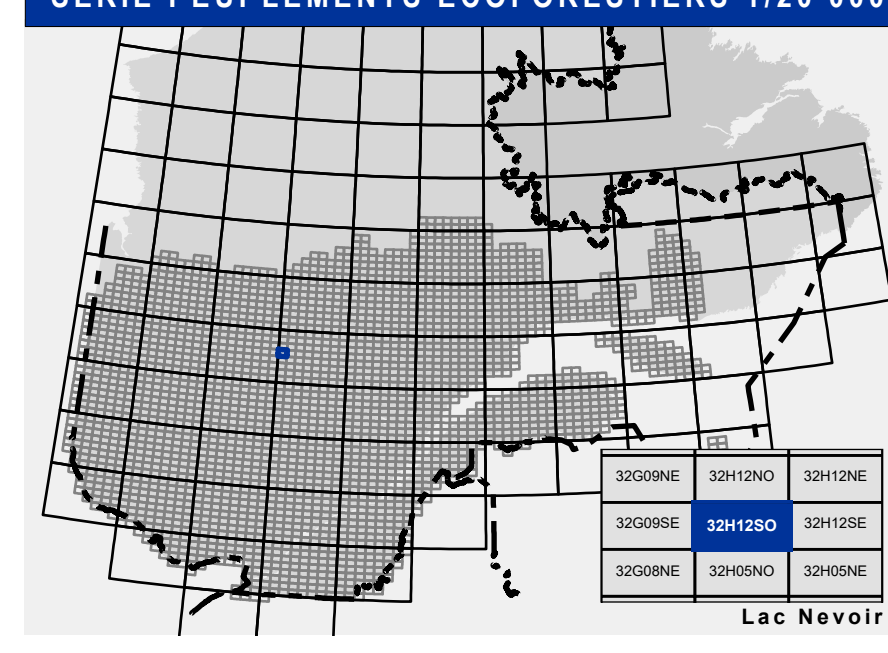 SÉRIE PEUPLEMENTS ÉCOFORESTIERS 1/20 000
32G09NE 32H12NO 32H12NE
32G09SE 32H12SO 32H12SE
32G08NE 32H05NO 32H05NE
Lac Nevoir